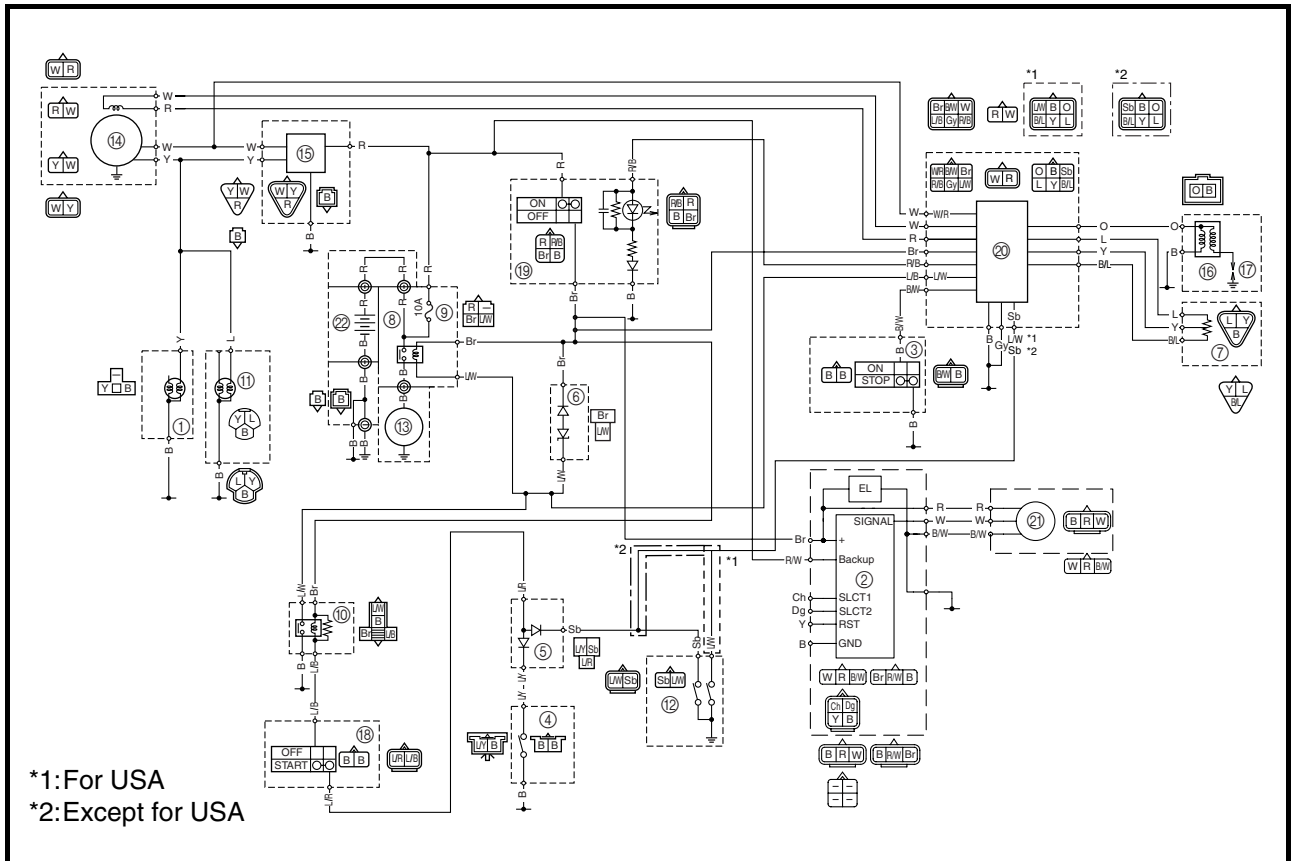 *1
*2
W R
W
R
R W
14
W
Y
Y W
W Y
W
Y
15
R
Y W
R
W Y
R
B
B
B
R
ON
OFF
R R/B
Br B
19
R/B
R/B R
B Br
B
Br
Br B/W W
L/B Gy R/B
R W
L/W B O
B/L Y L
Sb B O
B/L Y L
W/R B/W Br
R/B Gy L/W
W R
O B Sb
L Y B/L
W W/R
W
R
Br
R/B
L/B L/W
B/W
20
O
L
Y
B/L
B
Gy
Sb
L/W *1
Sb *2
O B
O
B
16
17
L
Y
B/L
7
L Y
B
Y L
B/L
R
R
R
R
R
10A
22
8
9
R −
Br L/W
B
B
B
Br
L/W
13
B
B
B B
Y
L
−
Y B
1
11
Y L
B
L Y
B
B
B
Br
6
Br
L/W
L/W
B/W
B
3
ON
STOP
B B
B/W B
B
EL
SIGNAL
Br +
R/W Backup
2
Ch SLCT1
Dg SLCT2
Y RST
B GND
R R
W W
B/W B/W
21
B R W
W R B/W
W R B/W
Br R/W B
Ch Dg
Y B
B R W
B R/W Br
− −
− −
*2
*1
L/W
Br
10
L/W
B
Br L/B
B
L/B
L/B
18
OFF
START
B B
L/R L/B
L/R
L/R
5
Sb
L/Y Sb
L/R
L/Y
L/Y
4
L/Y B
B B
B
Sb
L/W
L/W Sb
Sb L/W
12
*1:For USA
*2:Except for USA